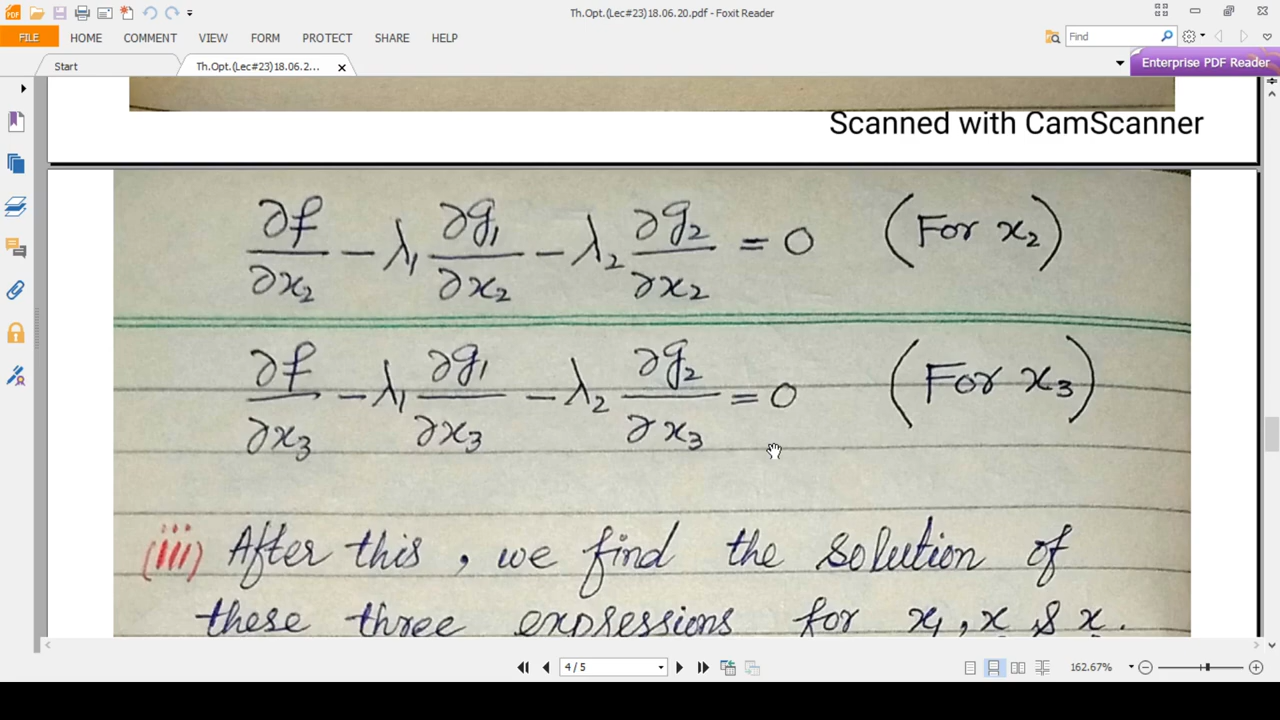 Th.Opt.(Lec#23)18.06.20.pdf - Foxit Reader
FILE HOME COMMENT VIEW FORM PROTECT SHARE HELP
Find
Start Th.Opt.(Lec#23)18.06.2...
Enterprise PDF Reader
Scanned with CamScanner
∂f/∂x₂ − λ₁ ∂g₁/∂x₂ − λ₂ ∂g₂/∂x₂ = 0 (For x₂)
∂f/∂x₃ − λ₁ ∂g₁/∂x₃ − λ₂ ∂g₂/∂x₃ = 0 (For x₃)
(iii) After this, we find the solution of
these three expressions for x₁, x , & x .
4 / 5
162.67%